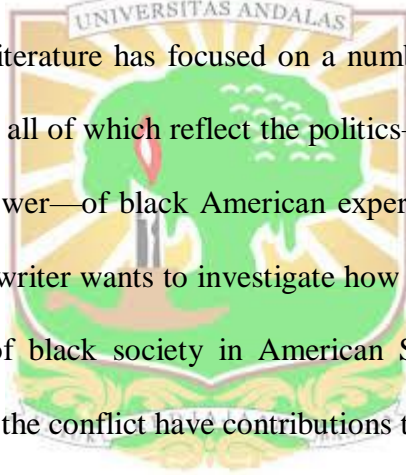 UNIVERSITAS ANDALAS
iterature has focused on a numb
all of which reflect the politics–
wer—of black American exper
writer wants to investigate how
of black society in American S
the conflict have contributions t